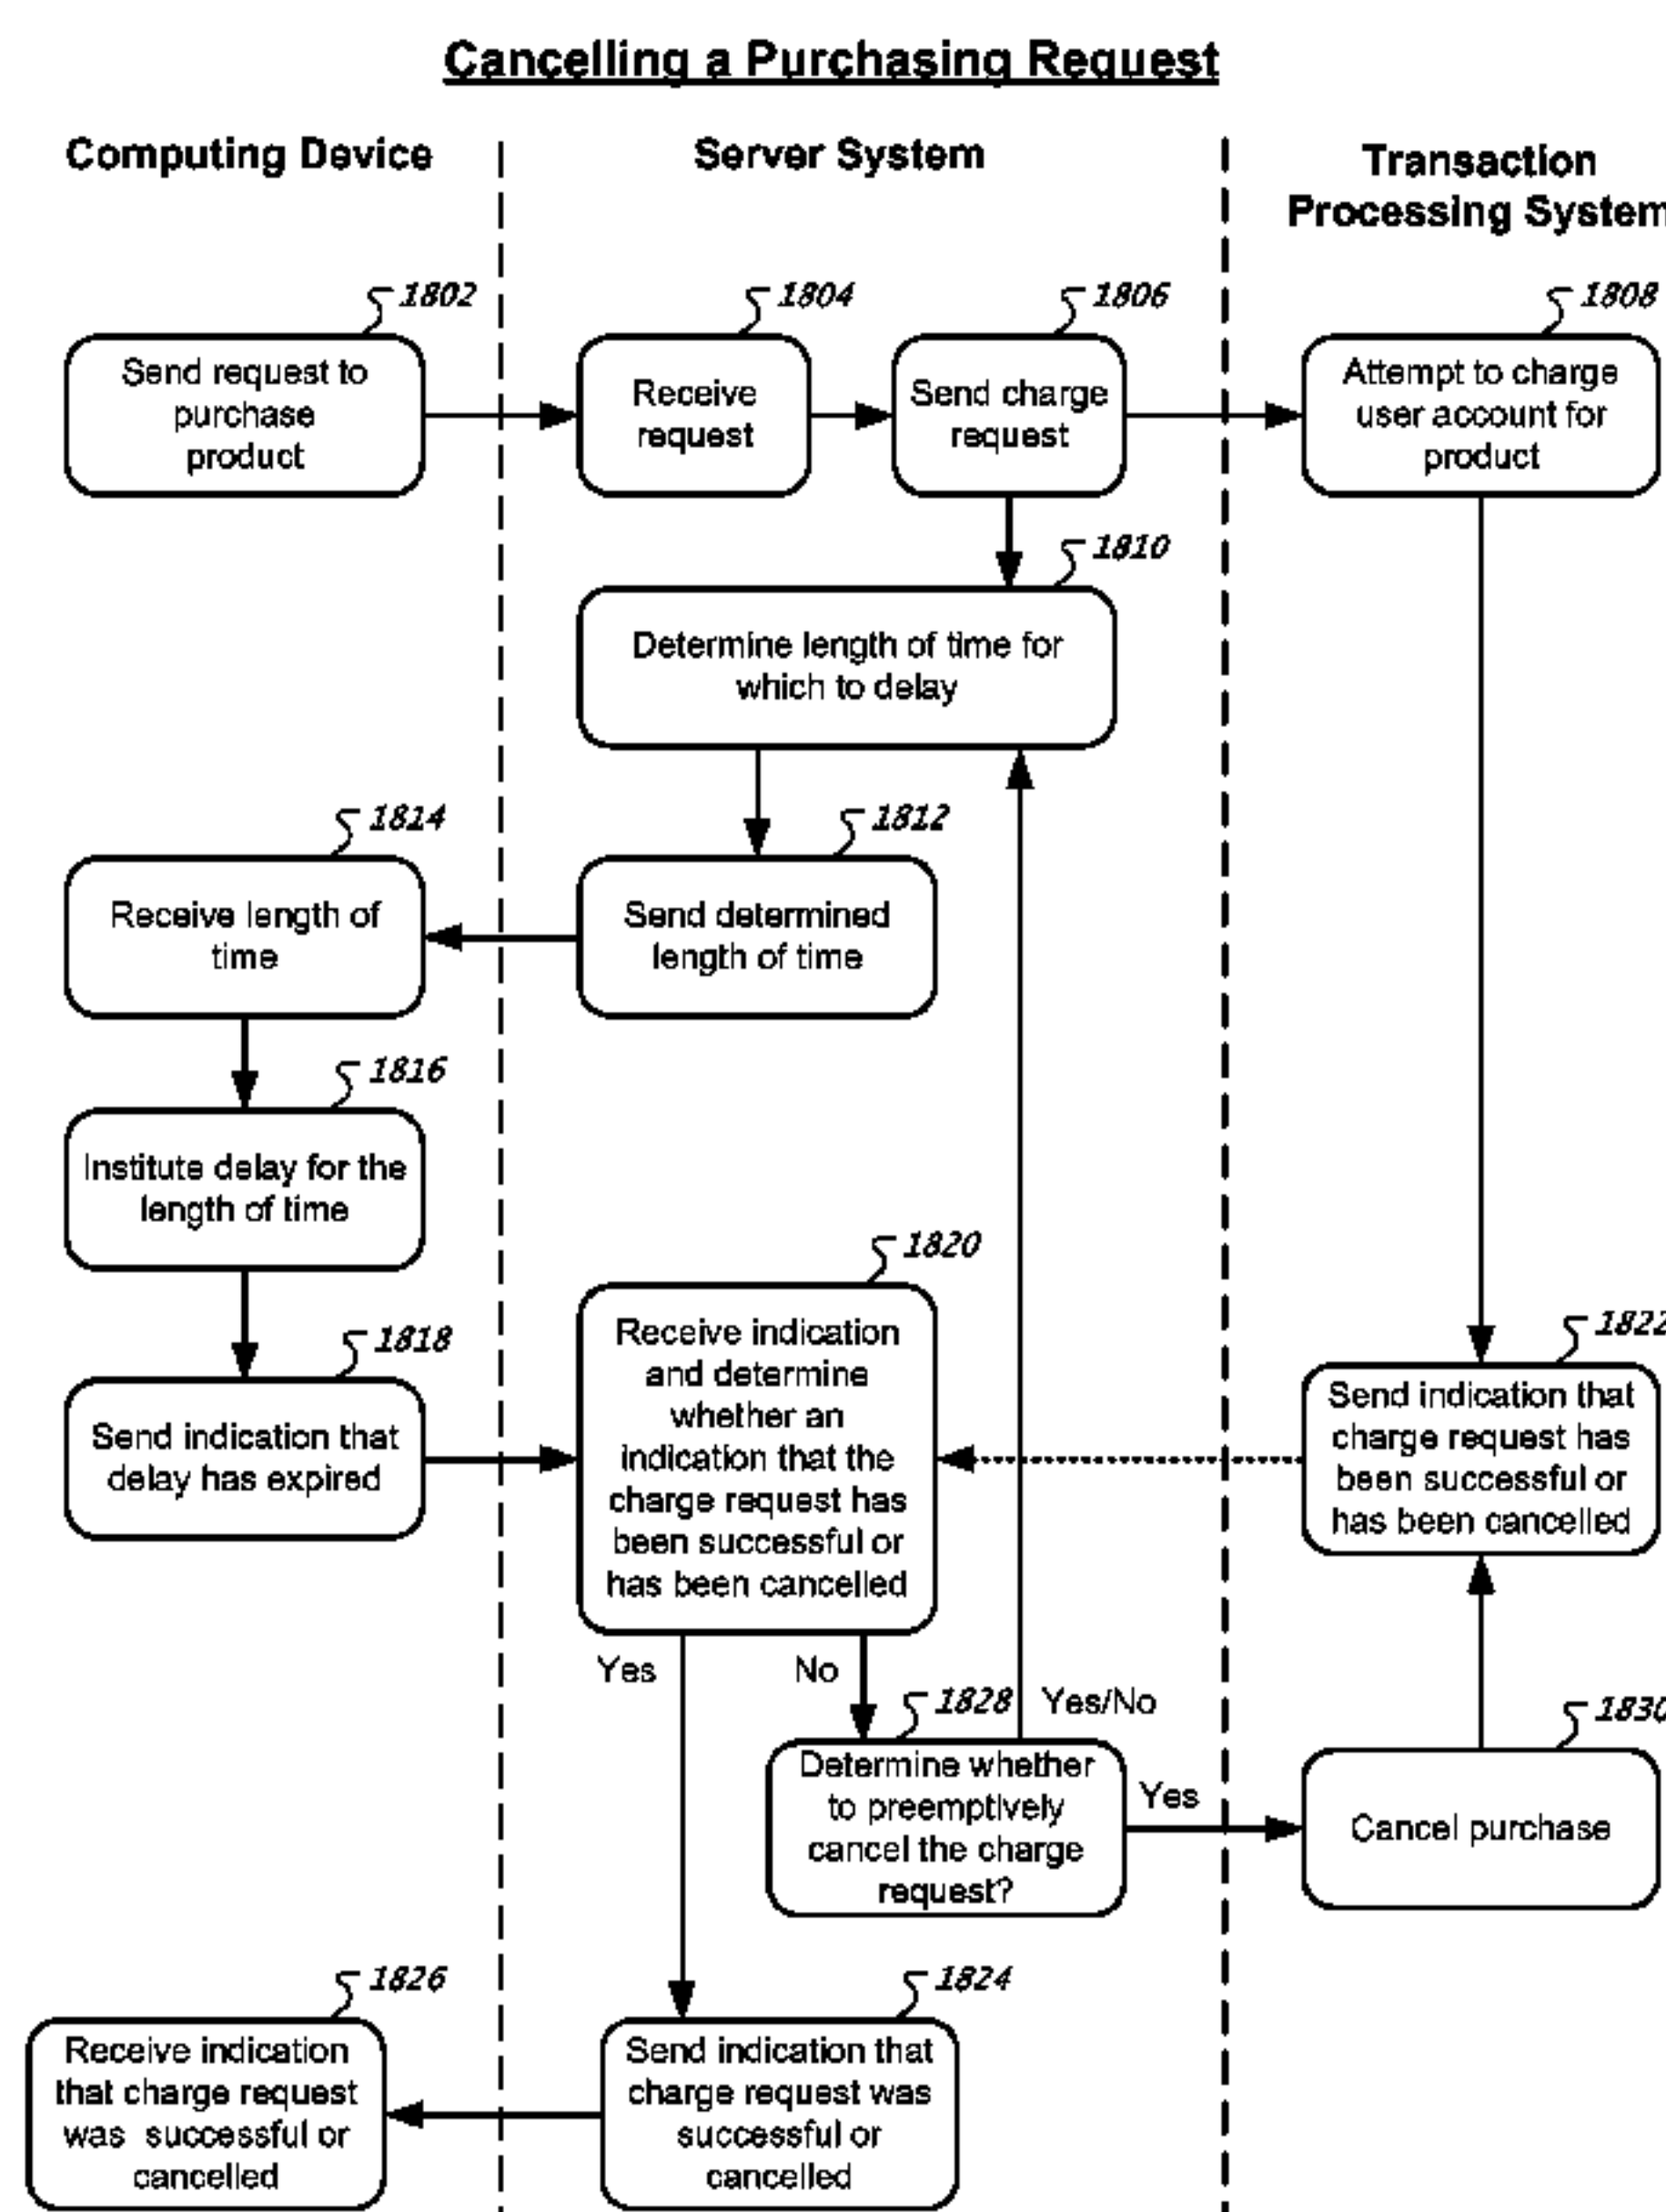 Cancelling a Purchasing Request
Computing Device
Server System
Transaction
Processing System
1802
1804
1806
1808
Send request to
purchase
product
Receive
request
Send charge
request
Attempt to charge
user account for
product
1810
Determine length of time for
which to delay
1814
1812
Receive length of
time
Send determined
length of time
1816
Institute delay for the
length of time
1820
1818
1822
Send indication that
delay has expired
Receive indication
and determine
whether an
indication that the
charge request has
been successful or
has been cancelled
Send indication that
charge request has
been successful or
has been cancelled
Yes
No
1828
Yes/No
1830
Determine whether
to preemptively
cancel the charge
request?
Yes
Cancel purchase
1826
1824
Receive indication
that charge request
was successful or
cancelled
Send indication that
charge request was
successful or
cancelled